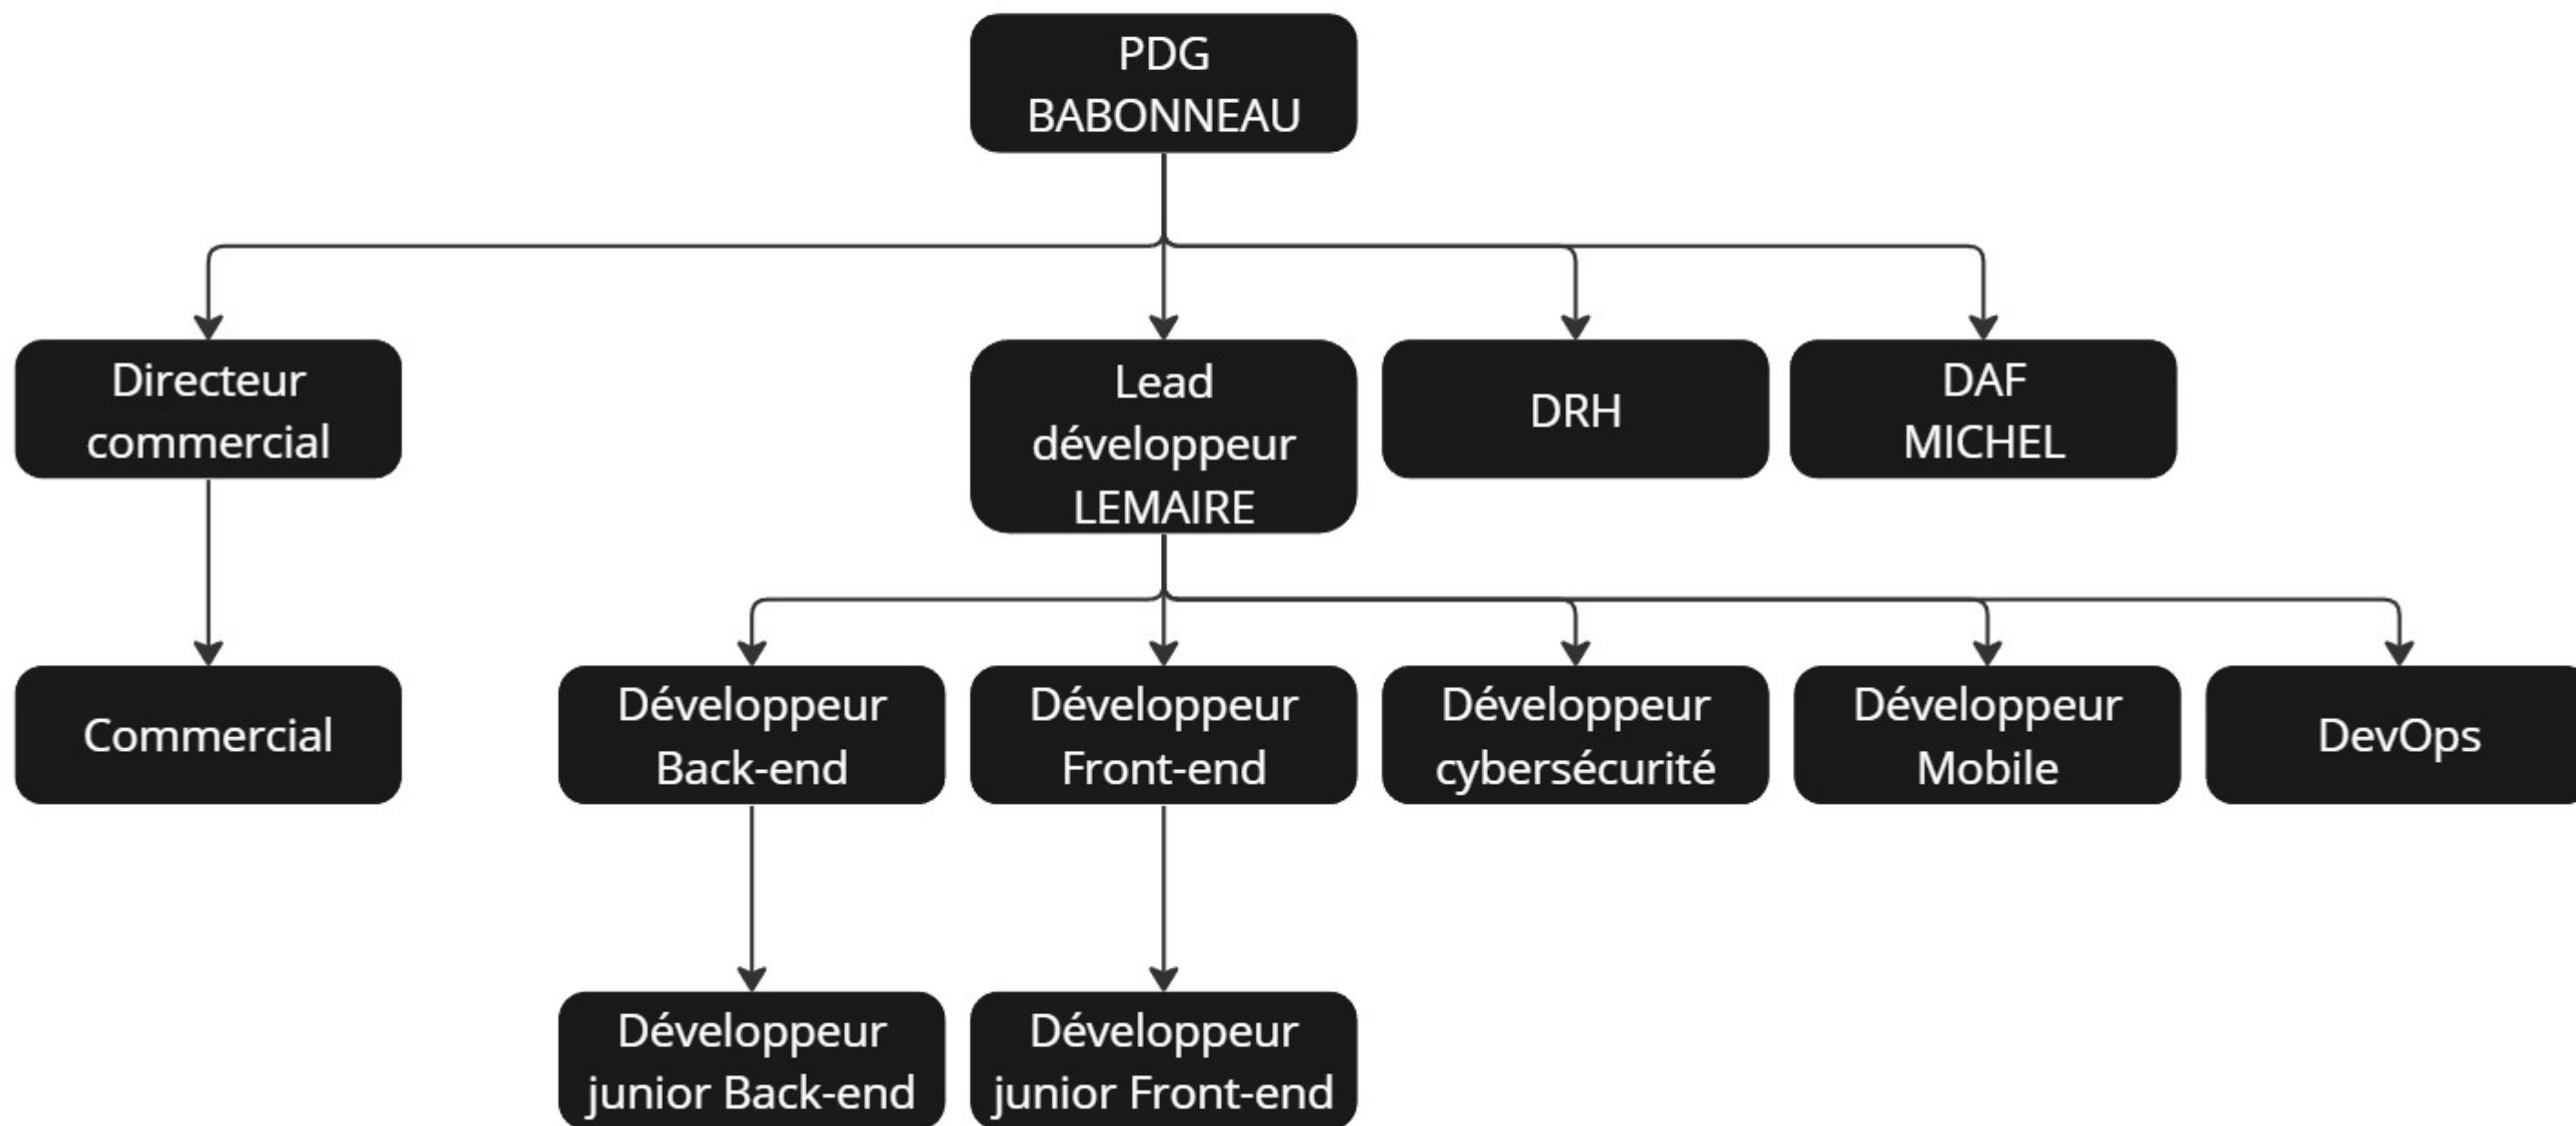 PDG
BABONNEAU
Directeur
commercial
Lead
développeur
LEMAIRE
DRH
DAF
MICHEL
Commercial
Développeur
Back-end
Développeur
Front-end
Développeur
cybersécurité
Développeur
Mobile
DevOps
Développeur
junior Back-end
Développeur
junior Front-end